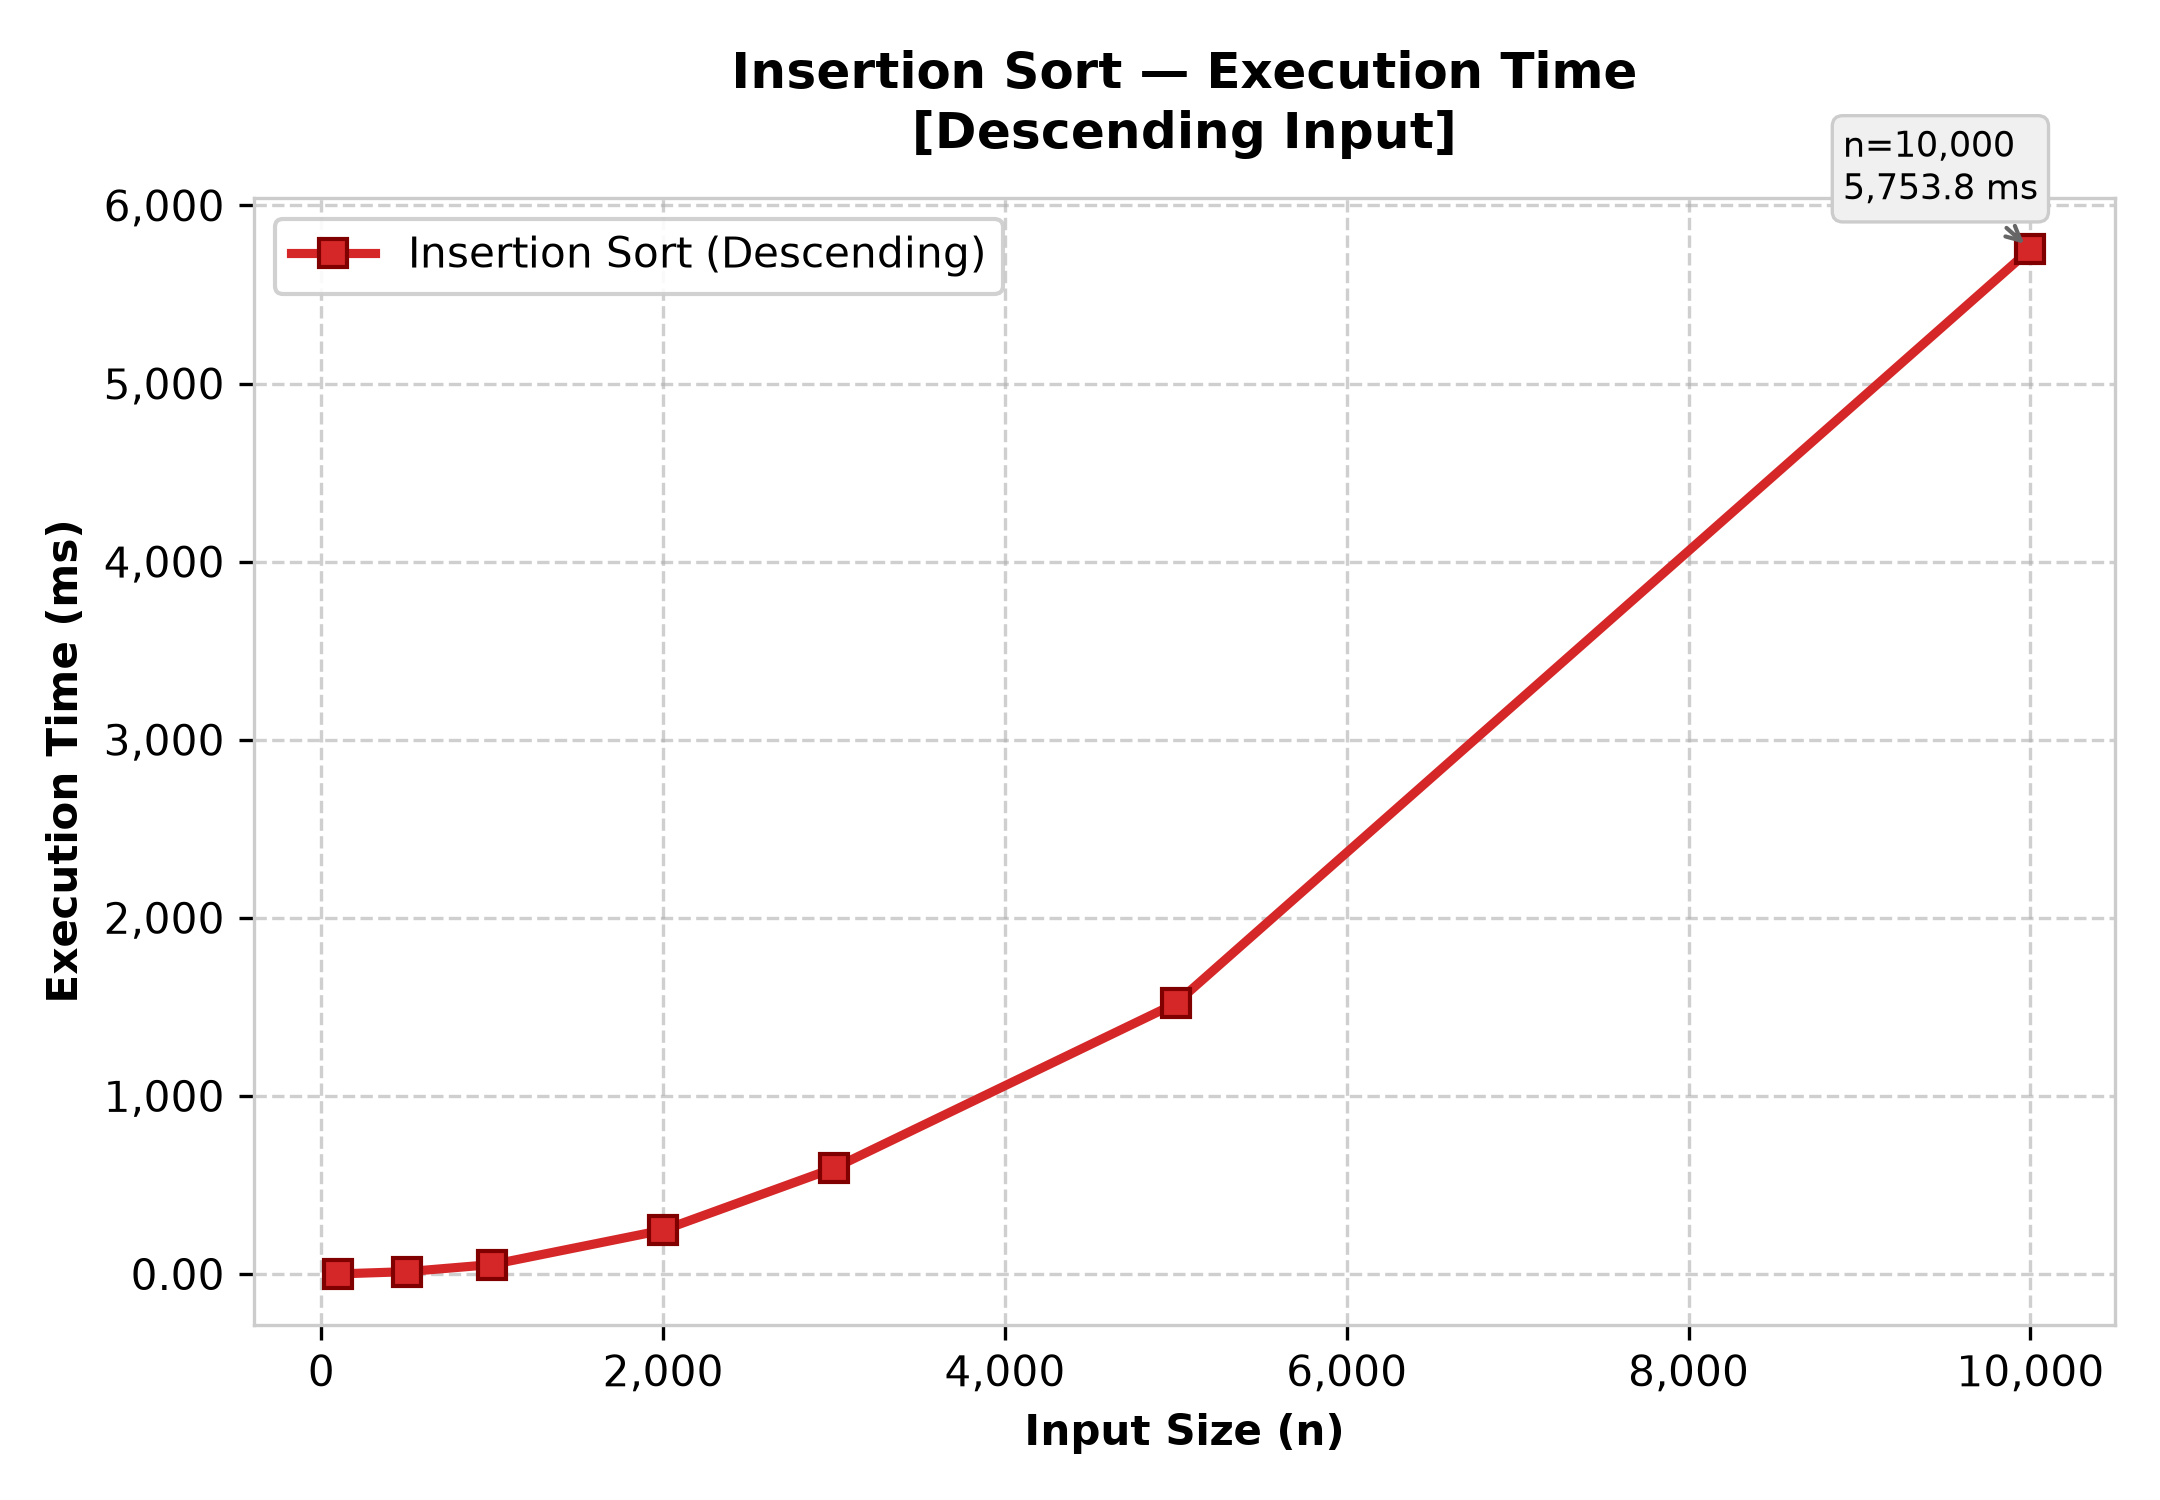 Insertion Sort — Execution Time
[Descending Input]
n=10,000
5,753.8 ms
Insertion Sort (Descending)
6,000
5,000
4,000
3,000
2,000
1,000
0.00
Execution Time (ms)
0
2,000
4,000
6,000
8,000
10,000
Input Size (n)